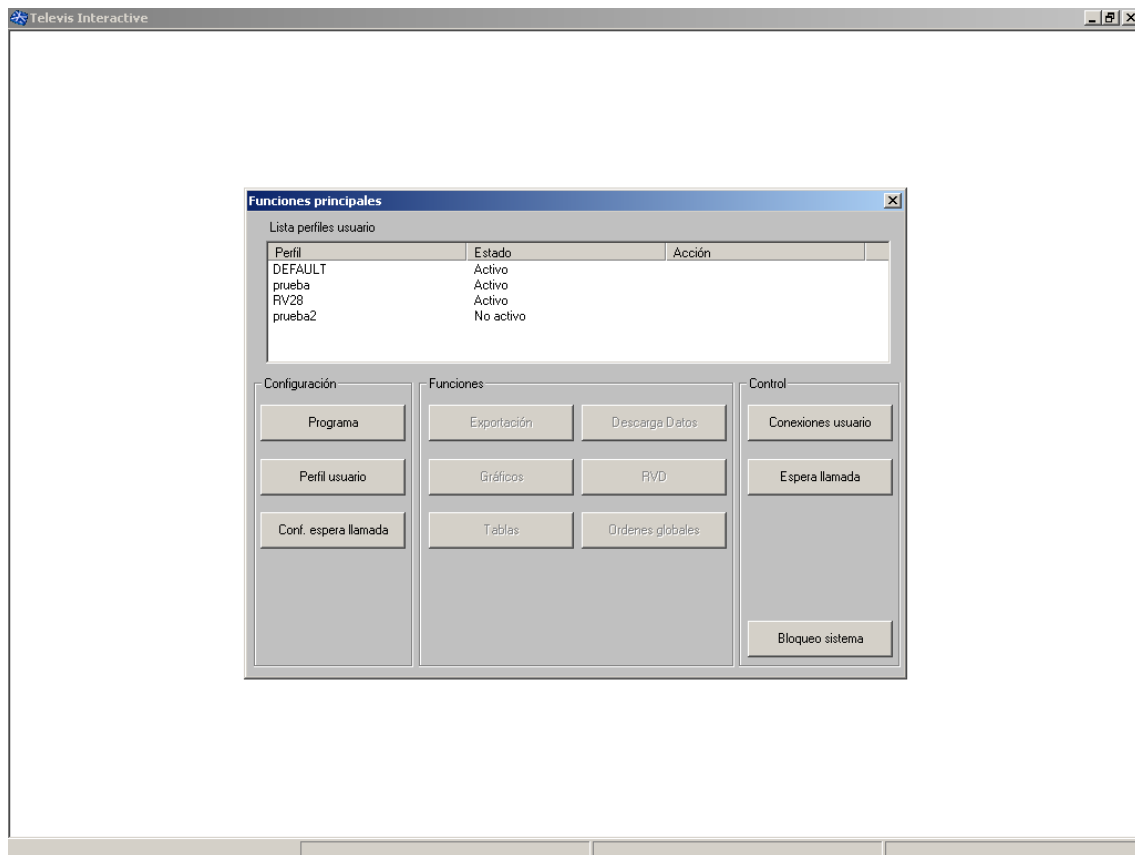 Televis Interactive
Funciones principales
Lista perfiles usuario
Perfil Estado Acción
DEFAULT Activo
prueba Activo
RV28 Activo
prueba2 No activo
Configuración Funciones Control
Programa Exportación Descarga Datos Conexiones usuario
Perfil usuario Gráficos RVD Espera llamada
Conf. espera llamada Tablas Ordenes globales
Bloqueo sistema